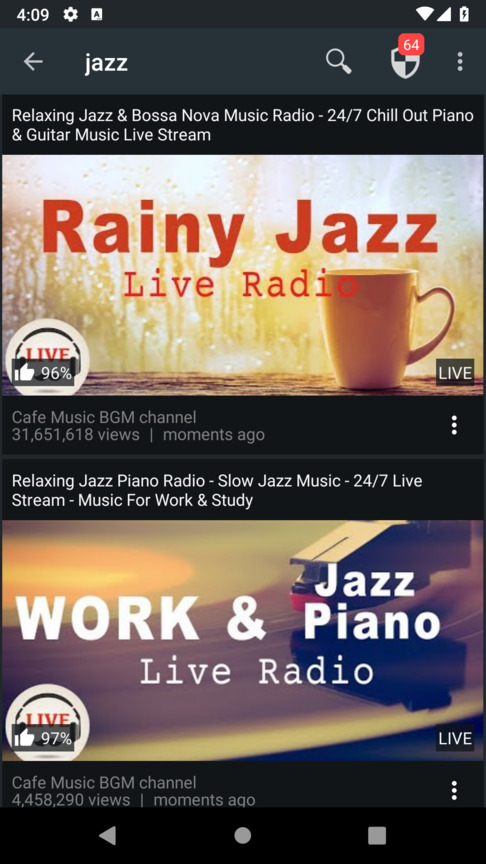 4:09
A
64
jazz
Relaxing Jazz & Bossa Nova Music Radio - 24/7 Chill Out Piano
& Guitar Music Live Stream
Rainy Jazz
Live Radio
LIVE
96%
LIVE
Cafe Music BGM channel
31,651,618 views | moments ago
Relaxing Jazz Piano Radio - Slow Jazz Music - 24/7 Live
Stream - Music For Work & Study
Jazz
WORK & Piano
Live Radio
LIVE
97%
LIVE
Cafe Music BGM channel
4,458,290 views | moments ago